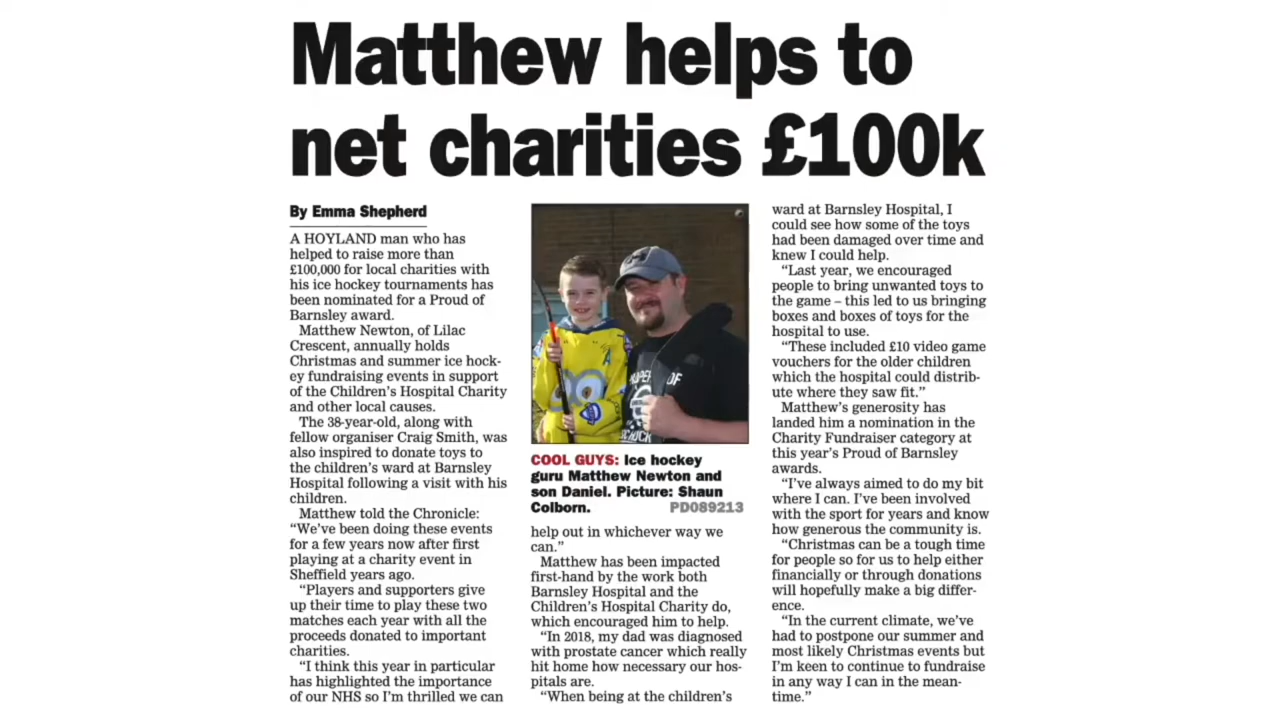 Matthew helps to
net charities £100k
By Emma Shepherd
A HOYLAND man who has
helped to raise more than
£100,000 for local charities with
his ice hockey tournaments has
been nominated for a Proud of
Barnsley award.
Matthew Newton, of Lilac
Crescent, annually holds
Christmas and summer ice hock-
ey fundraising events in support
of the Children's Hospital Charity
and other local causes.
The 38-year-old, along with
fellow organiser Craig Smith, was
also inspired to donate toys to
the children's ward at Barnsley
Hospital following a visit with his
children.
Matthew told the Chronicle:
“We've been doing these events
for a few years now after first
playing at a charity event in
Sheffield years ago.
“Players and supporters give
up their time to play these two
matches each year with all the
proceeds donated to important
charities.
“I think this year in particular
has highlighted the importance
of our NHS so I'm thrilled we can
COOL GUYS: Ice hockey
guru Matthew Newton and
son Daniel. Picture: Shaun
Colborn. PD089213
help out in whichever way we
can.”
Matthew has been impacted
first-hand by the work both
Barnsley Hospital and the
Children's Hospital Charity do,
which encouraged him to help.
“In 2018, my dad was diagnosed
with prostate cancer which really
hit home how necessary our hos-
pitals are.
“When being at the children's
ward at Barnsley Hospital, I
could see how some of the toys
had been damaged over time and
knew I could help.
“Last year, we encouraged
people to bring unwanted toys to
the game – this led to us bringing
boxes and boxes of toys for the
hospital to use.
“These included £10 video game
vouchers for the older children
which the hospital could distrib-
ute where they saw fit.”
Matthew's generosity has
landed him a nomination in the
Charity Fundraiser category at
this year's Proud of Barnsley
awards.
“I've always aimed to do my bit
where I can. I've been involved
with the sport for years and know
how generous the community is.
“Christmas can be a tough time
for people so for us to help either
financially or through donations
will hopefully make a big differ-
ence.
“In the current climate, we've
had to postpone our summer and
most likely Christmas events but
I'm keen to continue to fundraise
in any way I can in the mean-
time.”